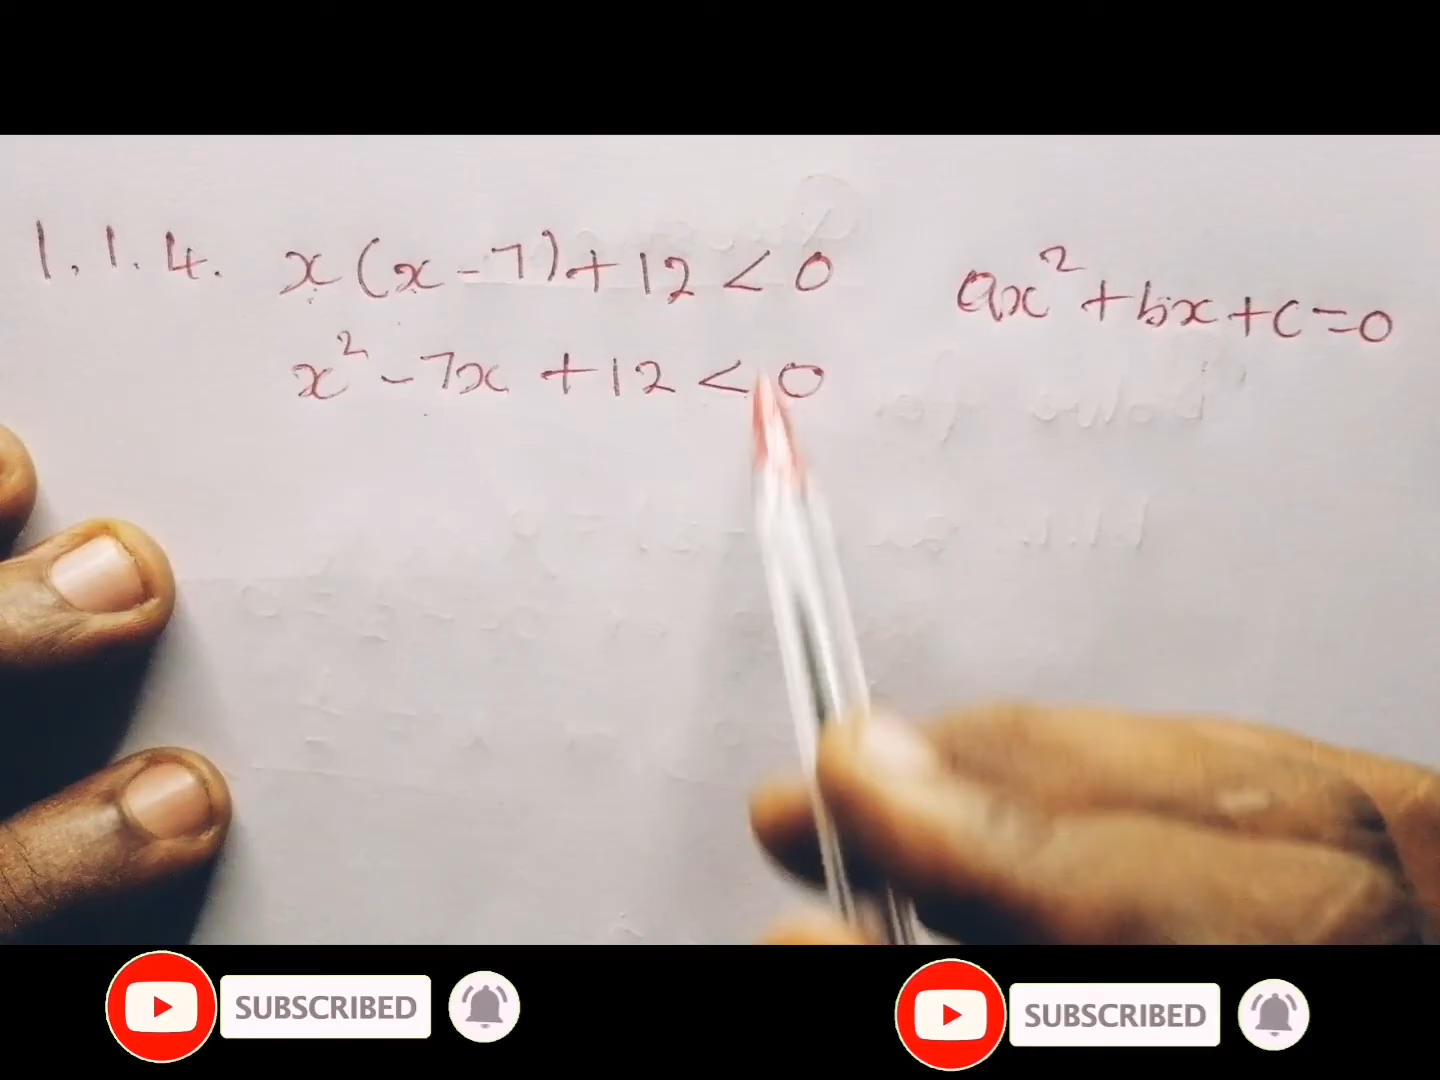 1.1.4. x(x-7)+12<0
ax²+bx+c=0
x²-7x+12<0
SUBSCRIBED
SUBSCRIBED